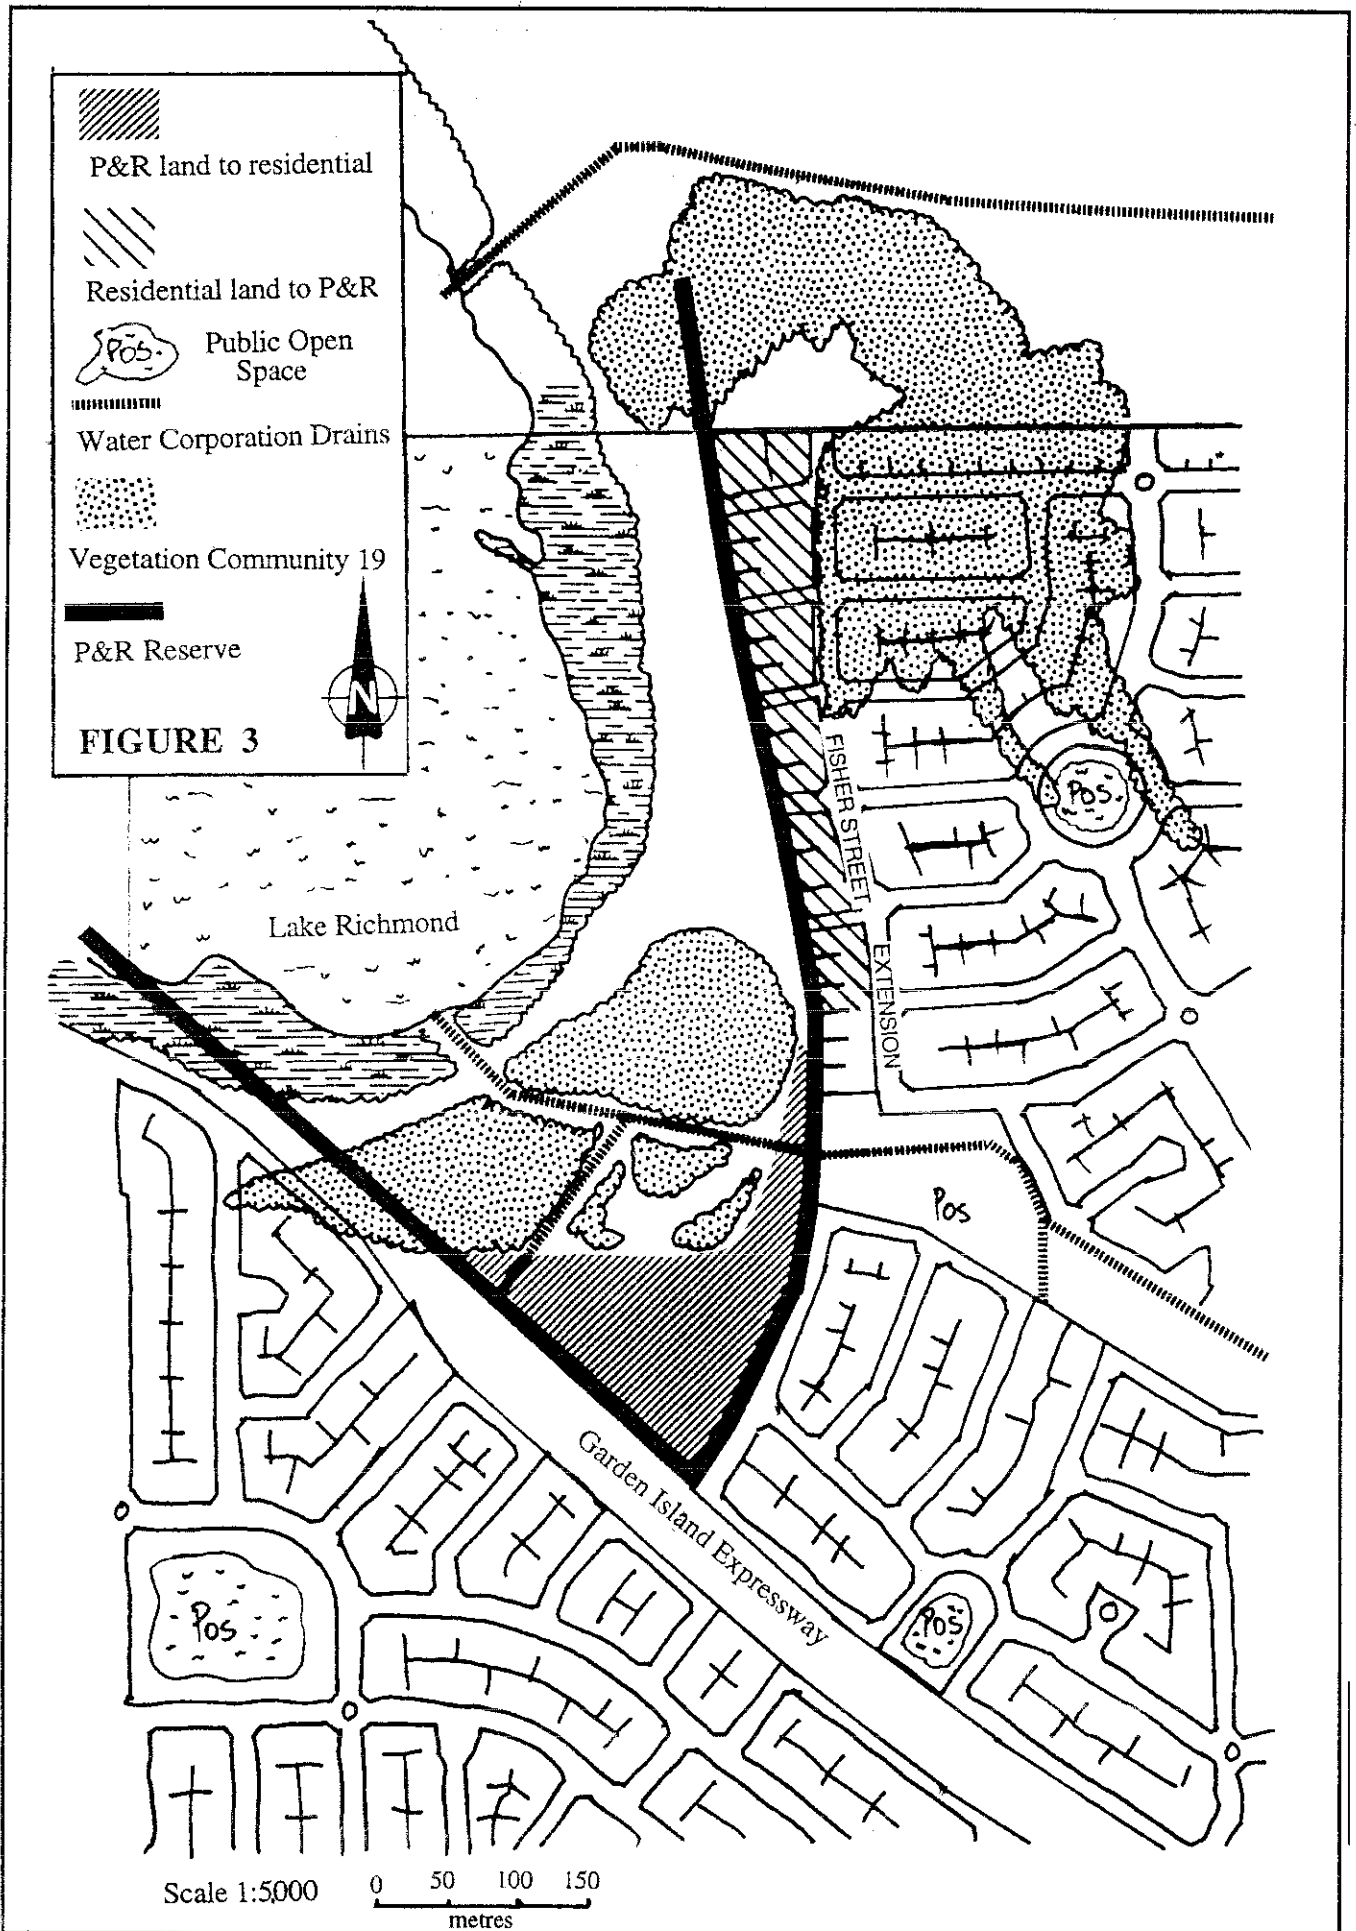 P&R land to residential
Residential land to P&R
POS.
Public Open
Space
Water Corporation Drains
Vegetation Community 19
P&R Reserve
N
FIGURE 3
FISHER STREET
EXTENSION
POS
Lake Richmond
POS
Garden Island Expressway
POS
POS
Scale 1:5,000
0 50 100 150
metres